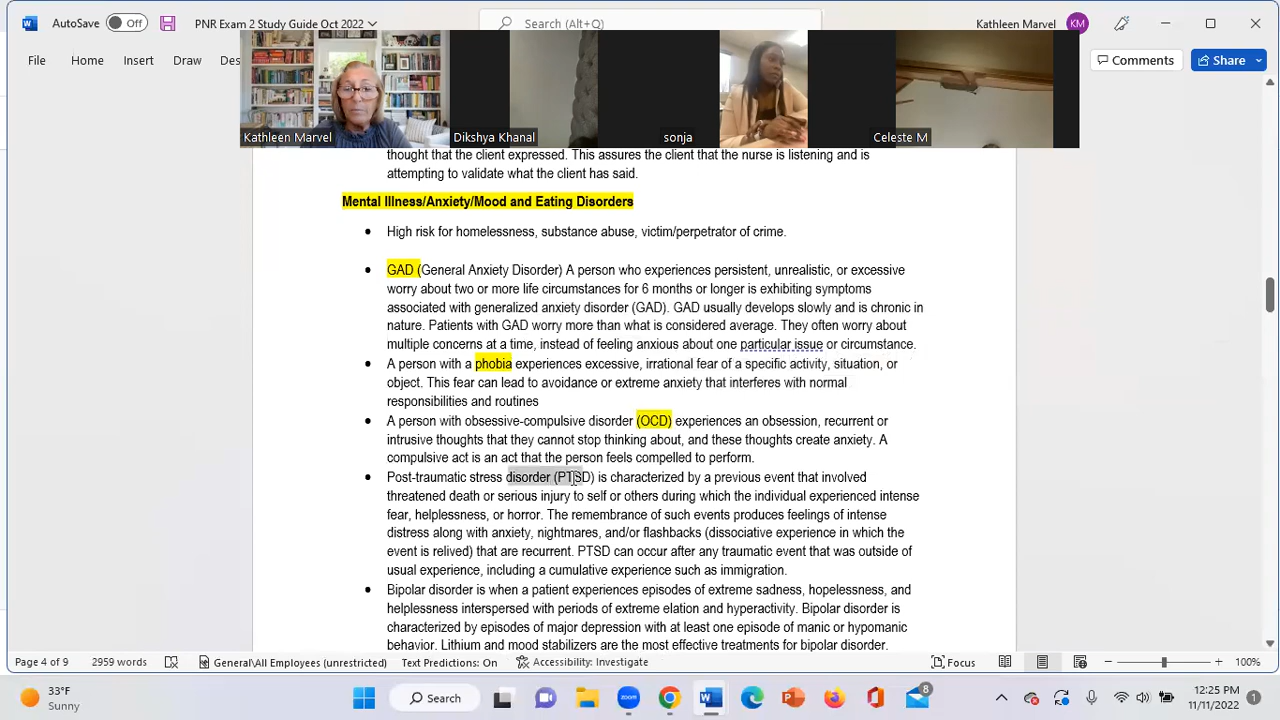 AutoSave Off PNR Exam 2 Study Guide Oct 2022 Search (Alt+Q) Kathleen Marvel KM
File Home Insert Draw Des Comments Share
Kathleen Marvel Dikshya Khanal sonja Celeste M
thought that the client expressed. This assures the client that the nurse is listening and is
attempting to validate what the client has said.
Mental Illness/Anxiety/Mood and Eating Disorders
• High risk for homelessness, substance abuse, victim/perpetrator of crime.
• GAD (General Anxiety Disorder) A person who experiences persistent, unrealistic, or excessive
worry about two or more life circumstances for 6 months or longer is exhibiting symptoms
associated with generalized anxiety disorder (GAD). GAD usually develops slowly and is chronic in
nature. Patients with GAD worry more than what is considered average. They often worry about
multiple concerns at a time, instead of feeling anxious about one particular issue or circumstance.
• A person with a phobia experiences excessive, irrational fear of a specific activity, situation, or
object. This fear can lead to avoidance or extreme anxiety that interferes with normal
responsibilities and routines
• A person with obsessive-compulsive disorder (OCD) experiences an obsession, recurrent or
intrusive thoughts that they cannot stop thinking about, and these thoughts create anxiety. A
compulsive act is an act that the person feels compelled to perform.
• Post-traumatic stress disorder (PTSD) is characterized by a previous event that involved
threatened death or serious injury to self or others during which the individual experienced intense
fear, helplessness, or horror. The remembrance of such events produces feelings of intense
distress along with anxiety, nightmares, and/or flashbacks (dissociative experience in which the
event is relived) that are recurrent. PTSD can occur after any traumatic event that was outside of
usual experience, including a cumulative experience such as immigration.
• Bipolar disorder is when a patient experiences episodes of extreme sadness, hopelessness, and
helplessness interspersed with periods of extreme elation and hyperactivity. Bipolar disorder is
characterized by episodes of major depression with at least one episode of manic or hypomanic
behavior. Lithium and mood stabilizers are the most effective treatments for bipolar disorder.
Page 4 of 9 2959 words General\All Employees (unrestricted) Text Predictions: On Accessibility: Investigate Focus 100%
33°F
Sunny
Search
8
12:25 PM
11/11/2022
1